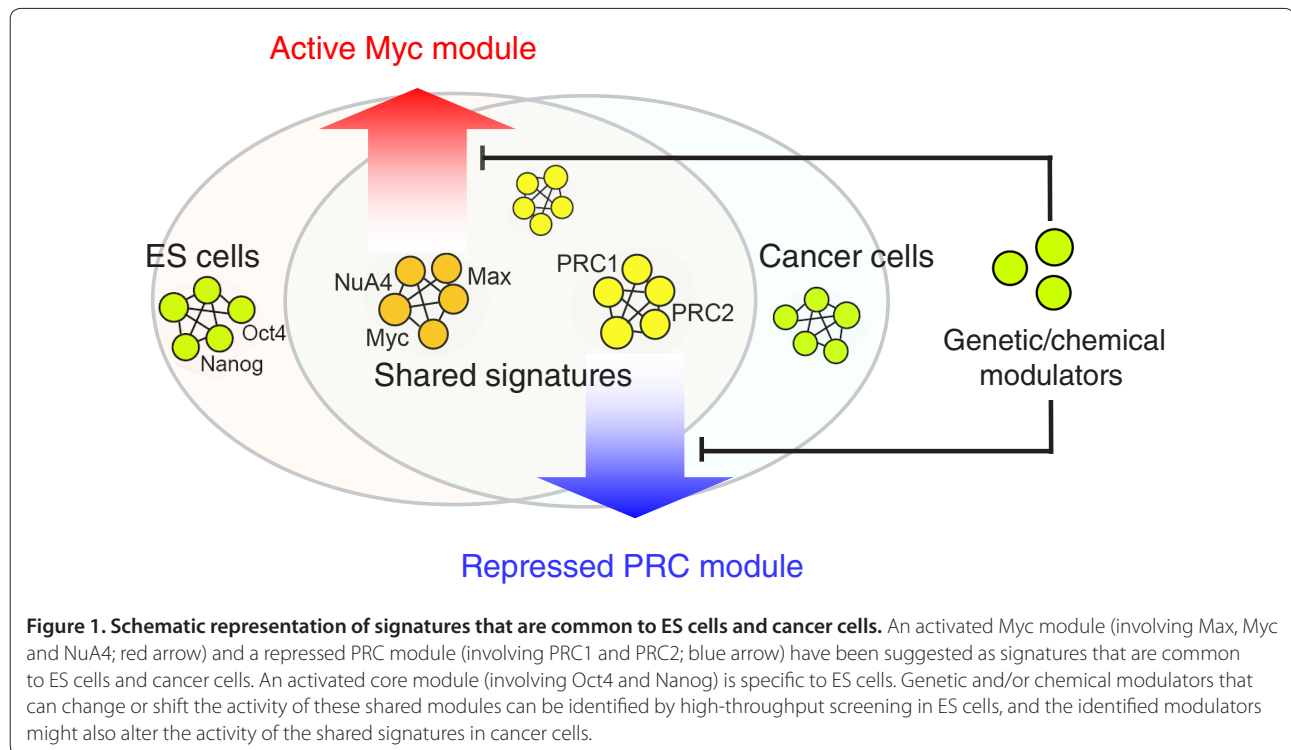 Active Myc module
ES cells
Cancer cells
NuA4
Max
Myc
PRC1
PRC2
Oct4
Nanog
Shared signatures
Genetic/chemical
modulators
Repressed PRC module
Figure 1. Schematic representation of signatures that are common to ES cells and cancer cells. An activated Myc module (involving Max, Myc
and NuA4; red arrow) and a repressed PRC module (involving PRC1 and PRC2; blue arrow) have been suggested as signatures that are common
to ES cells and cancer cells. An activated core module (involving Oct4 and Nanog) is specific to ES cells. Genetic and/or chemical modulators that
can change or shift the activity of these shared modules can be identified by high-throughput screening in ES cells, and the identified modulators
might also alter the activity of the shared signatures in cancer cells.